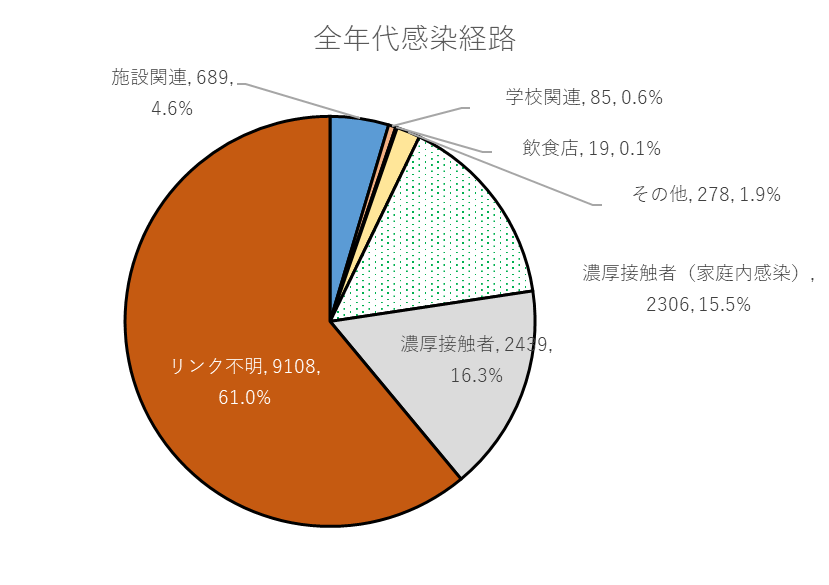 全年代感染経路
施設関連, 689,
4.6%
学校関連, 85, 0.6%
飲食店, 19, 0.1%
その他, 278, 1.9%
濃厚接触者（家庭内感染）,
2306, 15.5%
濃厚接触者, 2439,
16.3%
リンク不明, 9108,
61.0%